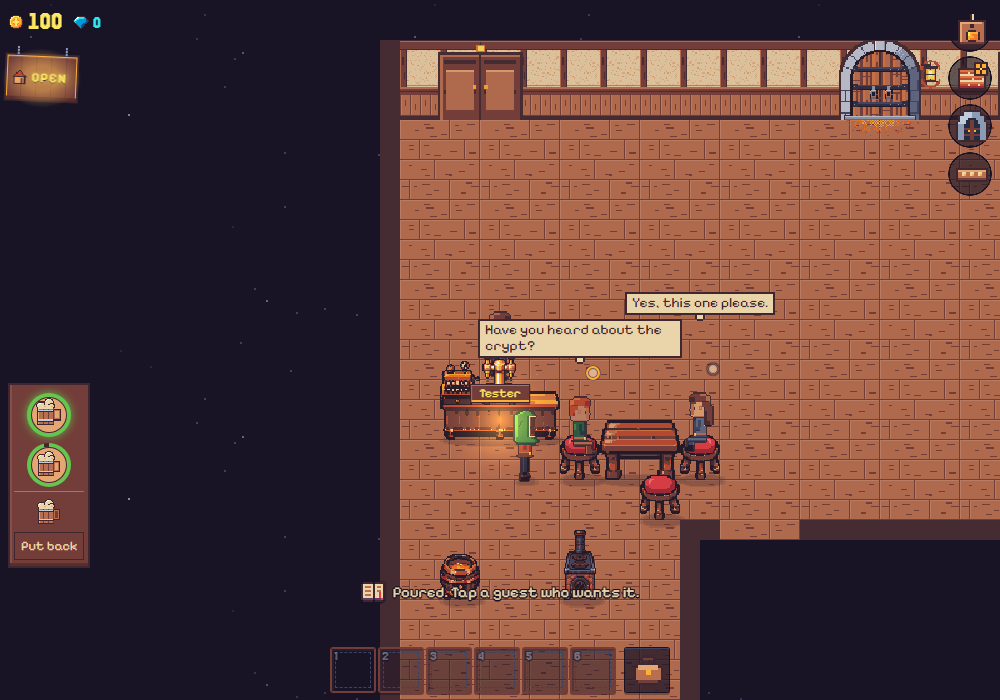 100 0
OPEN
Yes, this one please.
Have you heard about the
crypt?
Tester
Put back
Poured. Tap a guest who wants it.
1 2 3 4 5 6